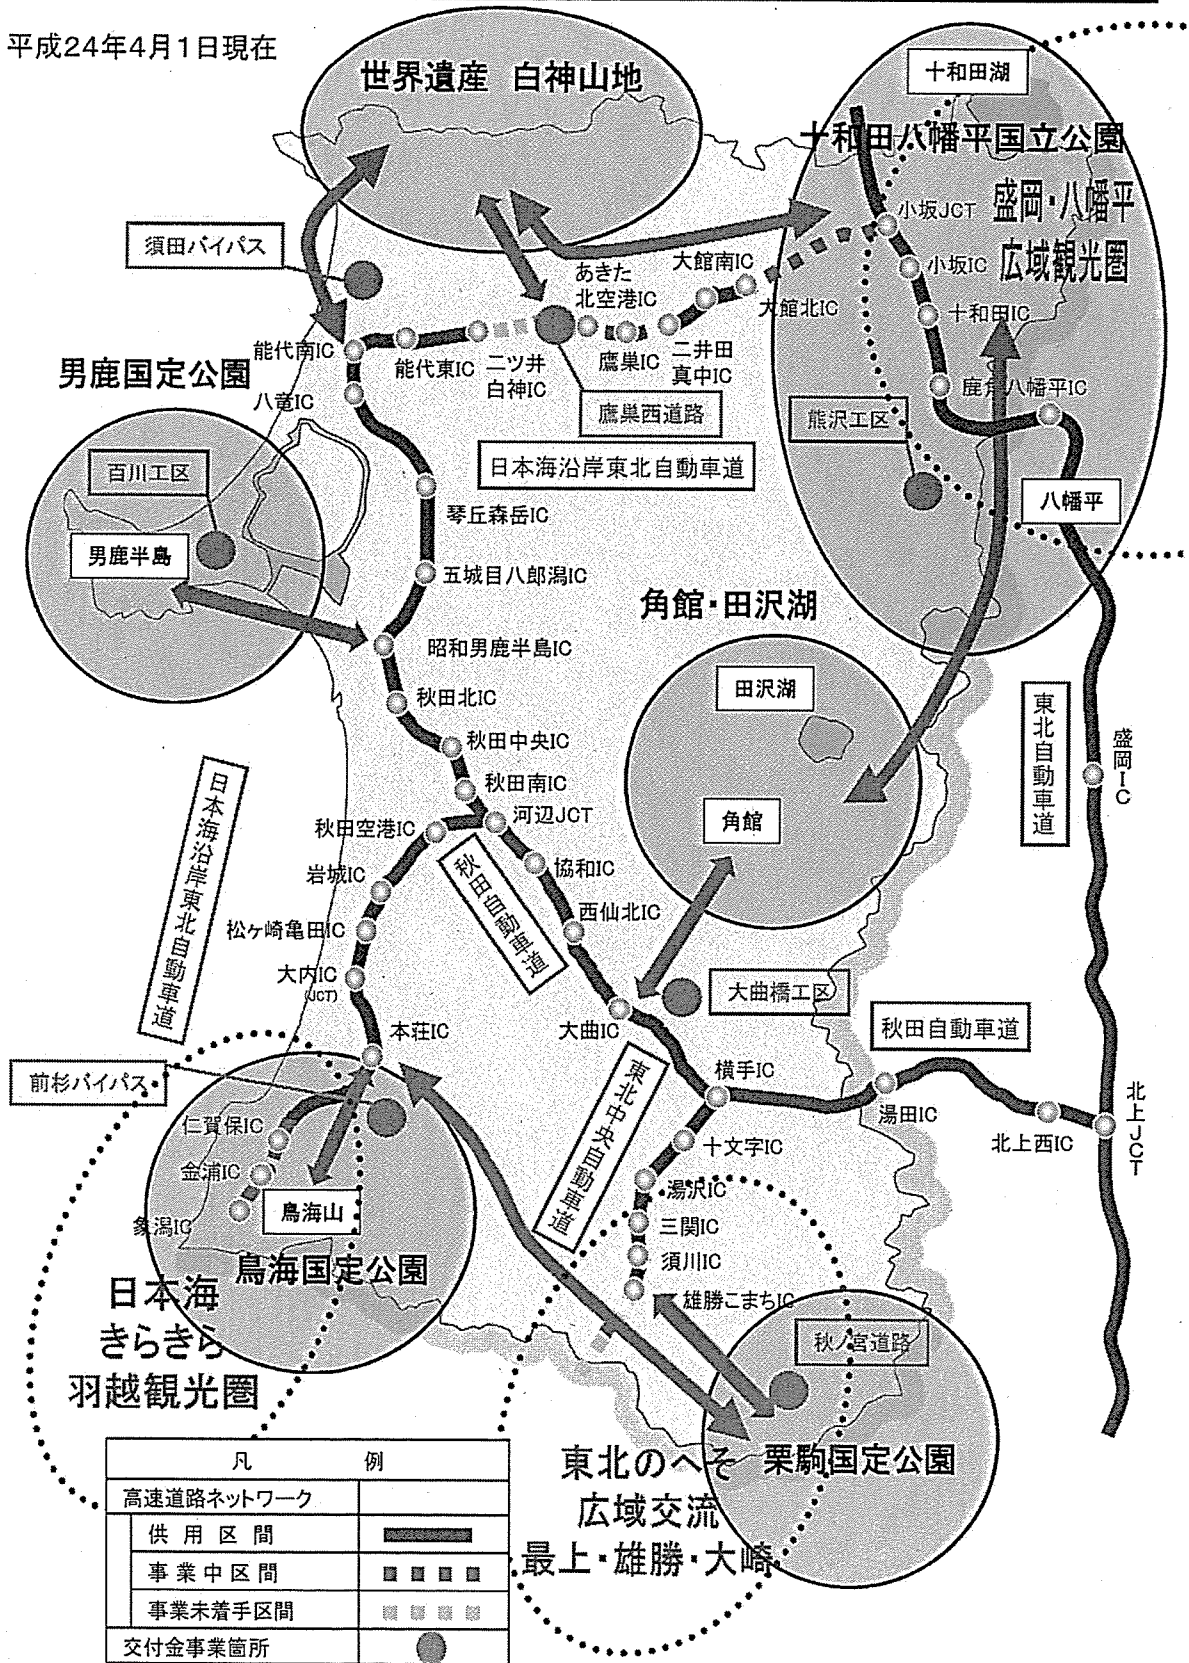 平成24年4月1日現在
世界遺産 白神山地
十和田湖
十和田八幡平国立公園
盛岡・八幡平
広域観光圏
小坂JCT
小坂IC
十和田IC
鹿角八幡平IC
熊沢工区
八幡平
須田バイパス
あきた
北空港IC
大館南IC
大館北IC
能代南IC
能代東IC
二ツ井
白神IC
鷹巣IC
二井田
真中IC
鷹巣西道路
日本海沿岸東北自動車道
男鹿国定公園
八竜IC
百川工区
男鹿半島
琴丘森岳IC
五城目八郎潟IC
昭和男鹿半島IC
秋田北IC
秋田中央IC
秋田南IC
河辺JCT
秋田空港IC
角館・田沢湖
田沢湖
角館
東北自動車道
盛岡IC
日本海沿岸東北自動車道
岩城IC
松ヶ崎亀田IC
大内IC
(JCT)
本荘IC
秋田自動車道
協和IC
西仙北IC
大曲IC
大曲橋工区
秋田自動車道
横手IC
湯田IC
北上西IC
北上JCT
東北中央自動車道
十文字IC
湯沢IC
三関IC
須川IC
雄勝こまちIC
秋ノ宮道路
前杉バイパス
仁賀保IC
金浦IC
象潟IC
鳥海山
鳥海国定公園
日本海
きらきら
羽越観光圏
東北のへそ
広域交流
最上・雄勝・大崎
栗駒国定公園
凡 例
高速道路ネットワーク
供用区間
事業中区間
事業未着手区間
交付金事業箇所